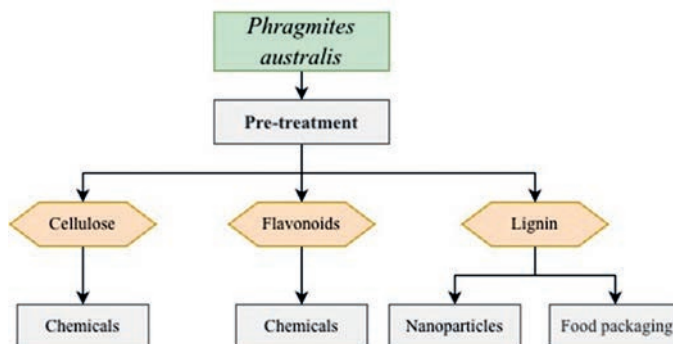 Phragmites
australis
Pre-treatment
Cellulose
Flavonoids
Lignin
Chemicals
Chemicals
Nanoparticles
Food packaging